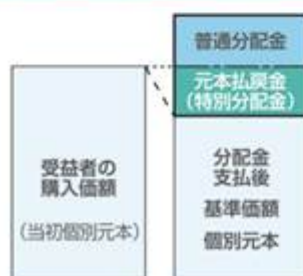 普通分配金
元本払戻金
(特別分配金)
受益者の
購入価額
(当初個別元本)
分配金
支払後
基準価額
個別元本